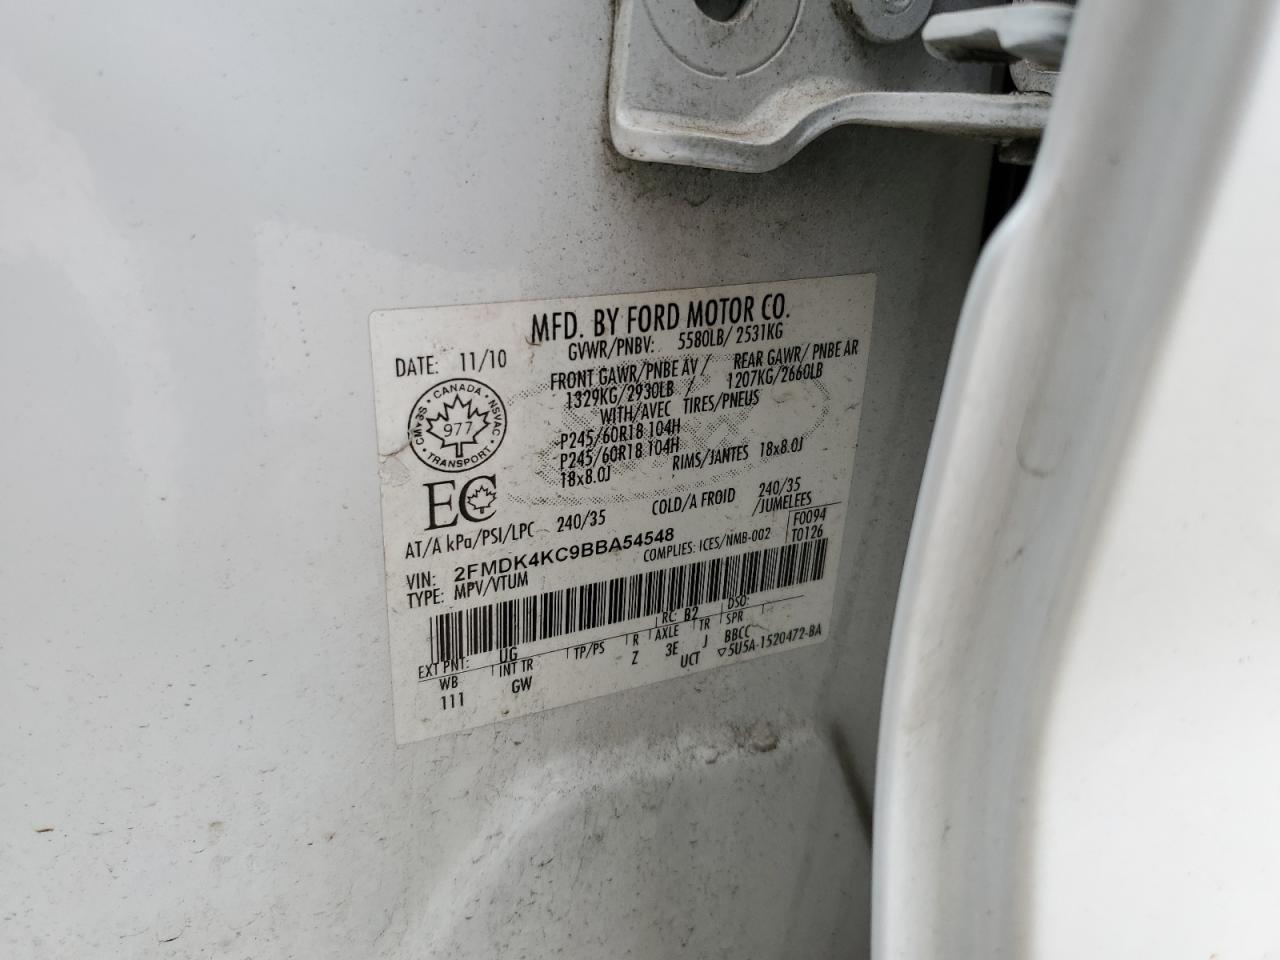 MFD. BY FORD MOTOR CO.
DATE: 11/10
GVWR/PNBV: 5580LB/ 2531KG
FRONT GAWR/PNBE AV / REAR GAWR/ PNBE AR
1329KG/2930LB / 1207KG/2660LB
WITH/AVEC TIRES/PNEUS
P245/60R18 104H
P245/60R18 104H
18x8.0J RIMS/JANTES 18x8.0J
CANADA
977
TRANSPORT
NSVAC
EC
AT/A kPa/PSI/LPC 240/35 COLD/A FROID 240/35
/JUMELEES
VIN: 2FMDK4KC9BBA54548
COMPLIES: ICES/NMB-002
F0094
T0126
TYPE: MPV/VTUM
EXT PNT: UG RC: B2 DSO:
WB INT TR TP/PS R AXLE TR SPR
111 GW Z 3E J BBCC
UCT ▽5U5A-1520472-BA